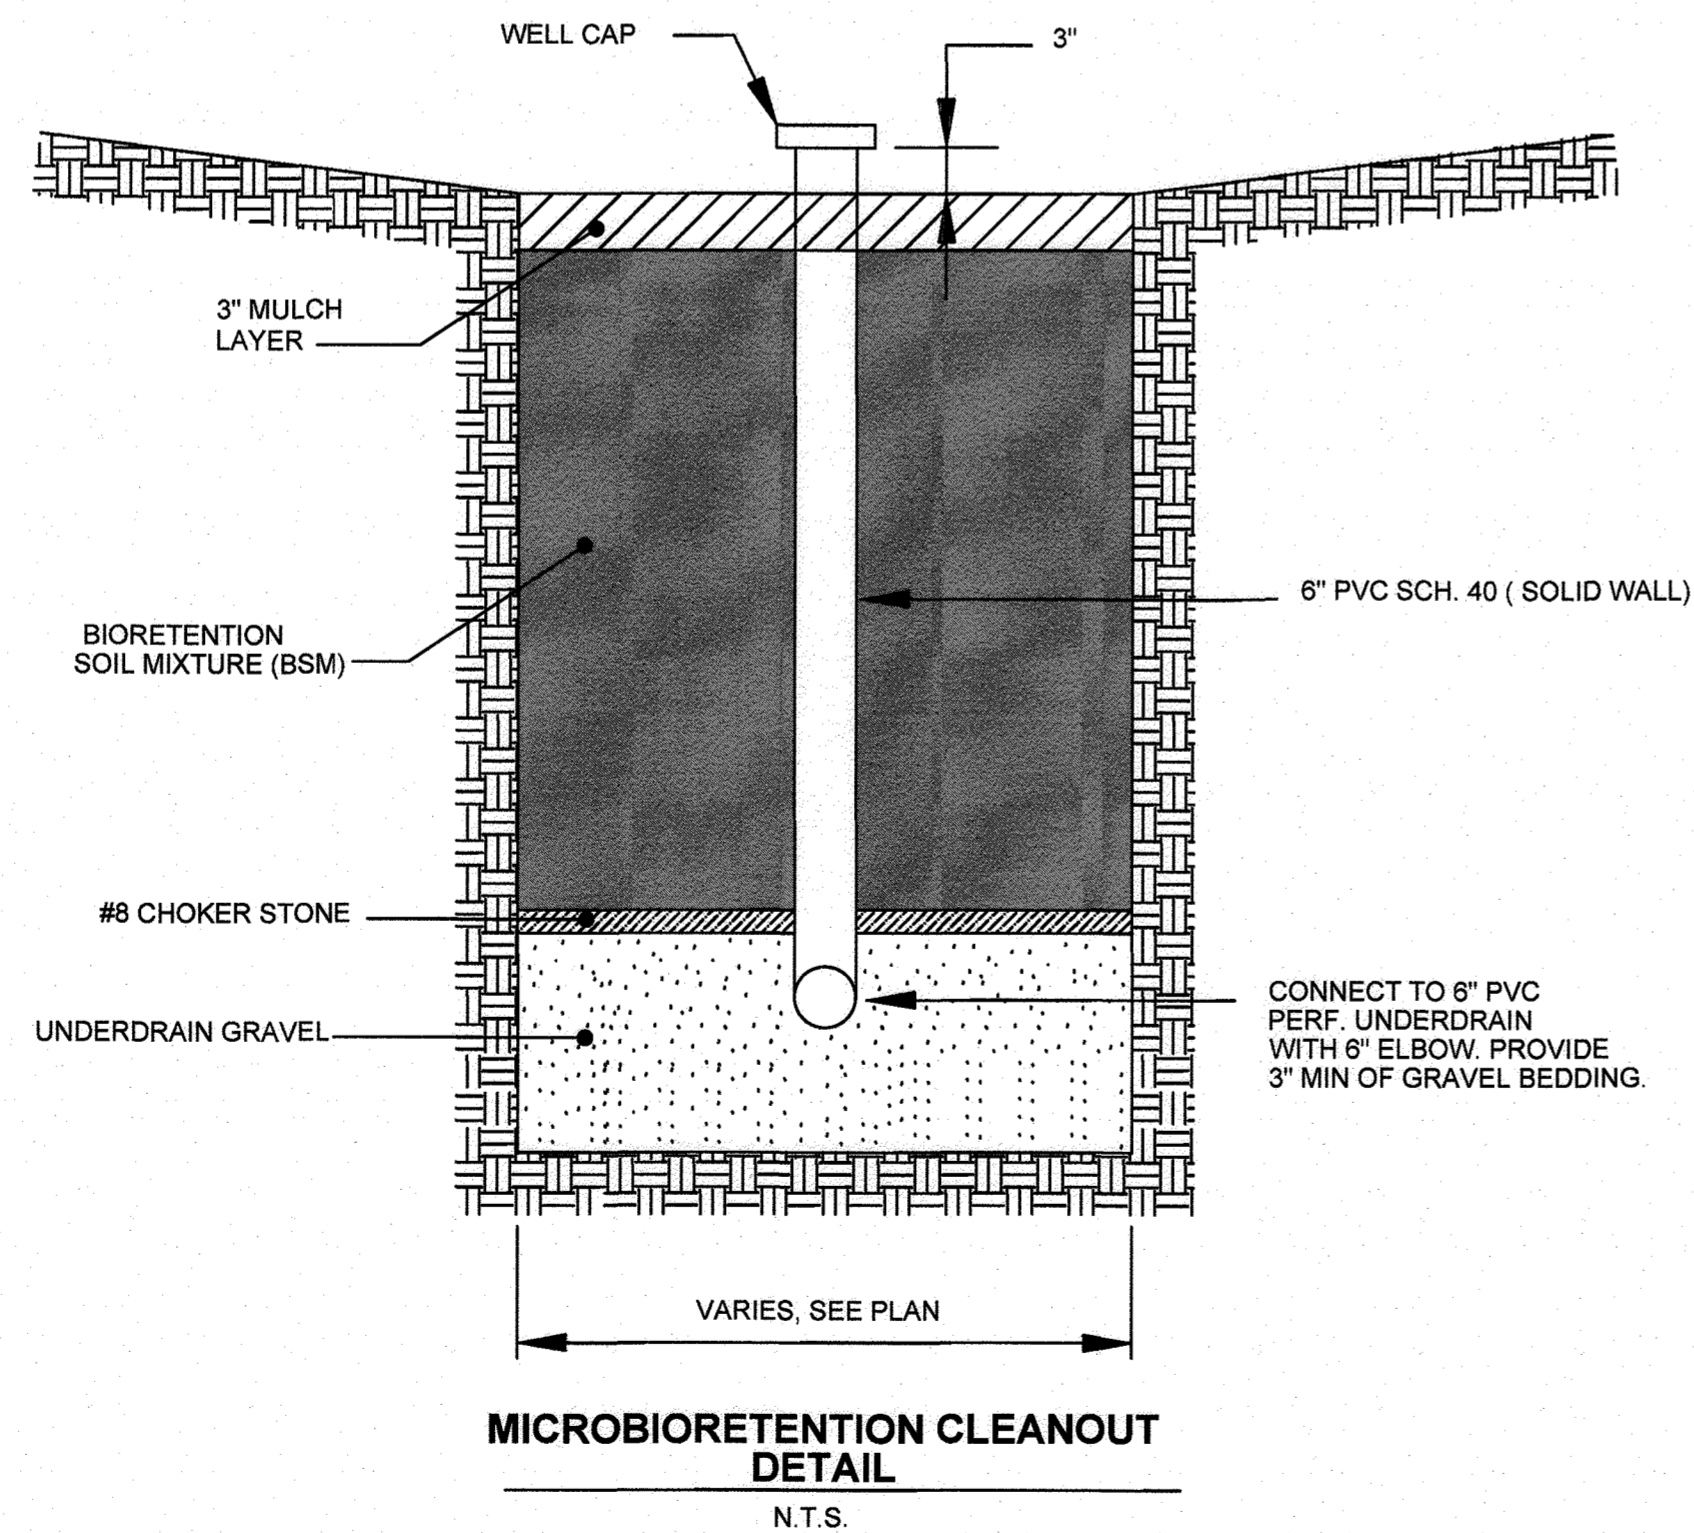 WELL CAP
3"
3" MULCH
LAYER
6" PVC SCH. 40 ( SOLID WALL)
BIORETENTION
SOIL MIXTURE (BSM)
#8 CHOKER STONE
CONNECT TO 6" PVC
PERF. UNDERDRAIN
WITH 6" ELBOW. PROVIDE
3" MIN OF GRAVEL BEDDING.
UNDERDRAIN GRAVEL
VARIES, SEE PLAN
MICROBIORETENTION CLEANOUT
DETAIL
N.T.S.